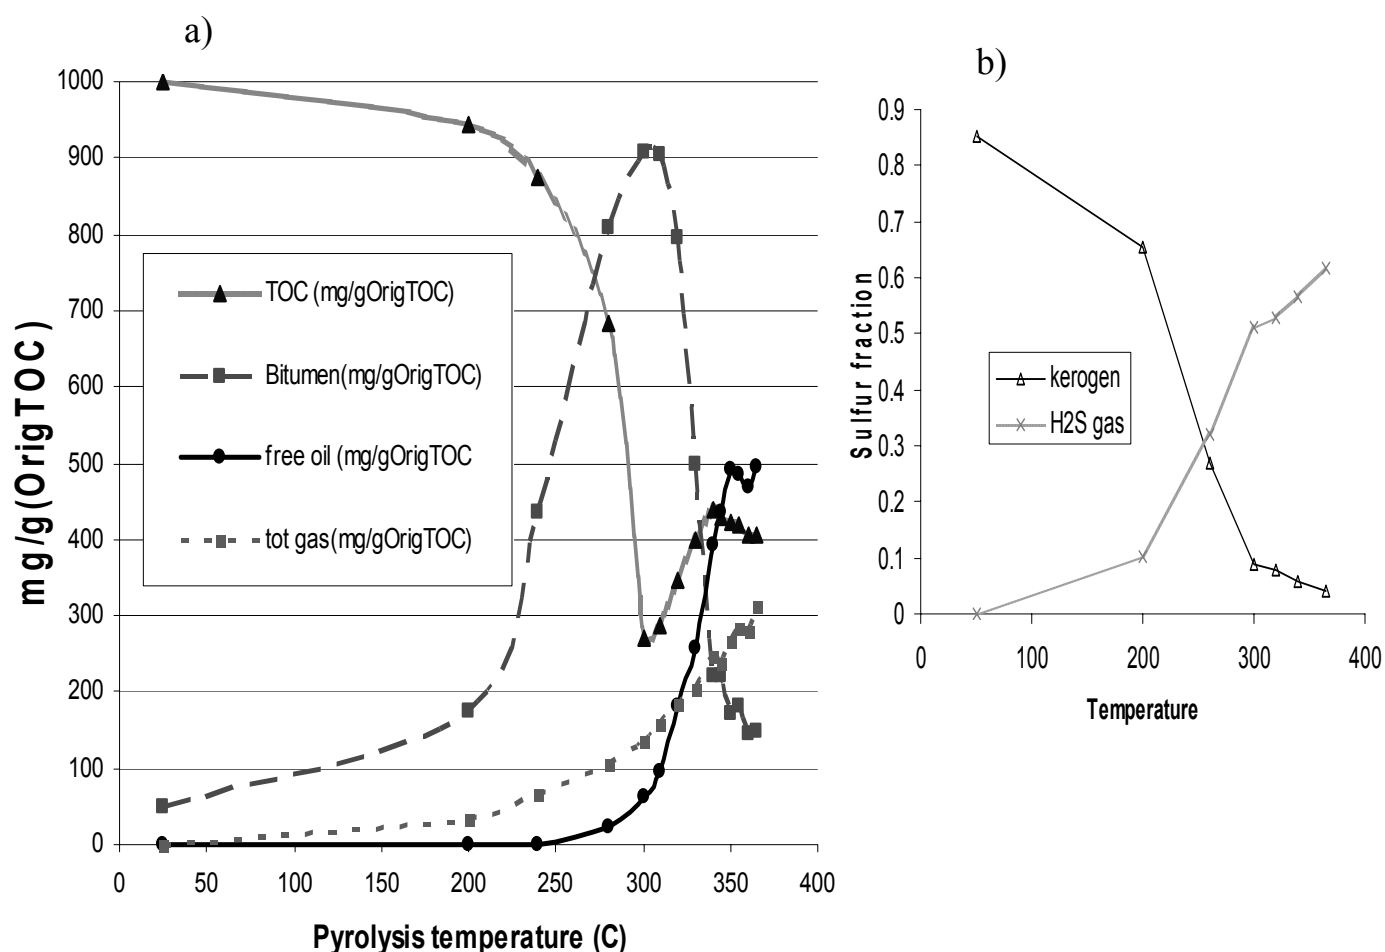 a)
1000
900
800
700
600
500
400
300
200
100
0
mg/g(OrigTOC)
TOC (mg/gOrigTOC)
Bitumen(mg/gOrigTOC)
free oil (mg/gOrigTOC
tot gas(mg/gOrigTOC)
0 50 100 150 200 250 300 350 400
Pyrolysis temperature (C)
b)
0.9
0.8
0.7
0.6
0.5
0.4
0.3
0.2
0.1
0
Sulfur fraction
kerogen
H2S gas
0 100 200 300 400
Temperature